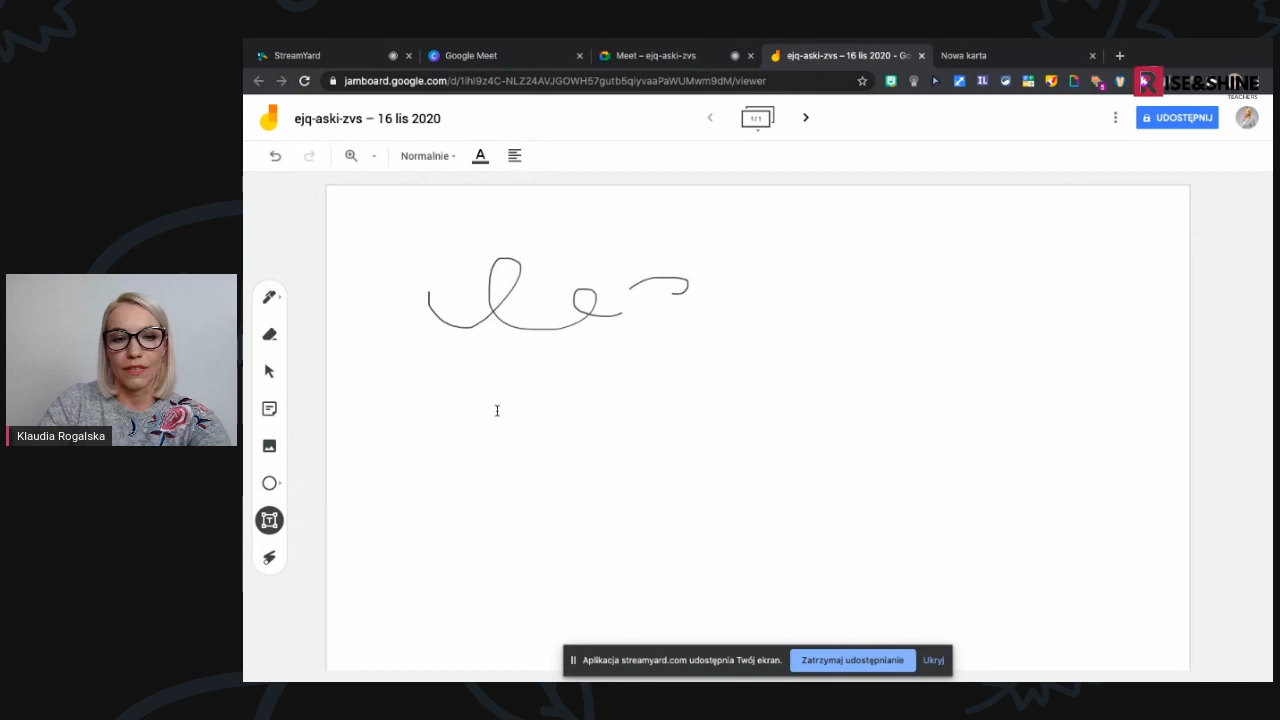 StreamYard
Google Meet
Meet – ejq-aski-zvs
ejq-aski-zvs – 16 lis 2020 - Go
Nowa karta
jamboard.google.com/d/1ihI9z4C-NLZ24AVJGOWH57gutb5qiyvaaPaWUMwm9dM/viewer
RISE&SHINE
TEACHERS
ejq-aski-zvs – 16 lis 2020
1/1
UDOSTĘPNIJ
Normalnie
A
Klaudia Rogalska
Aplikacja streamyard.com udostępnia Twój ekran.
Zatrzymaj udostępnianie
Ukryj